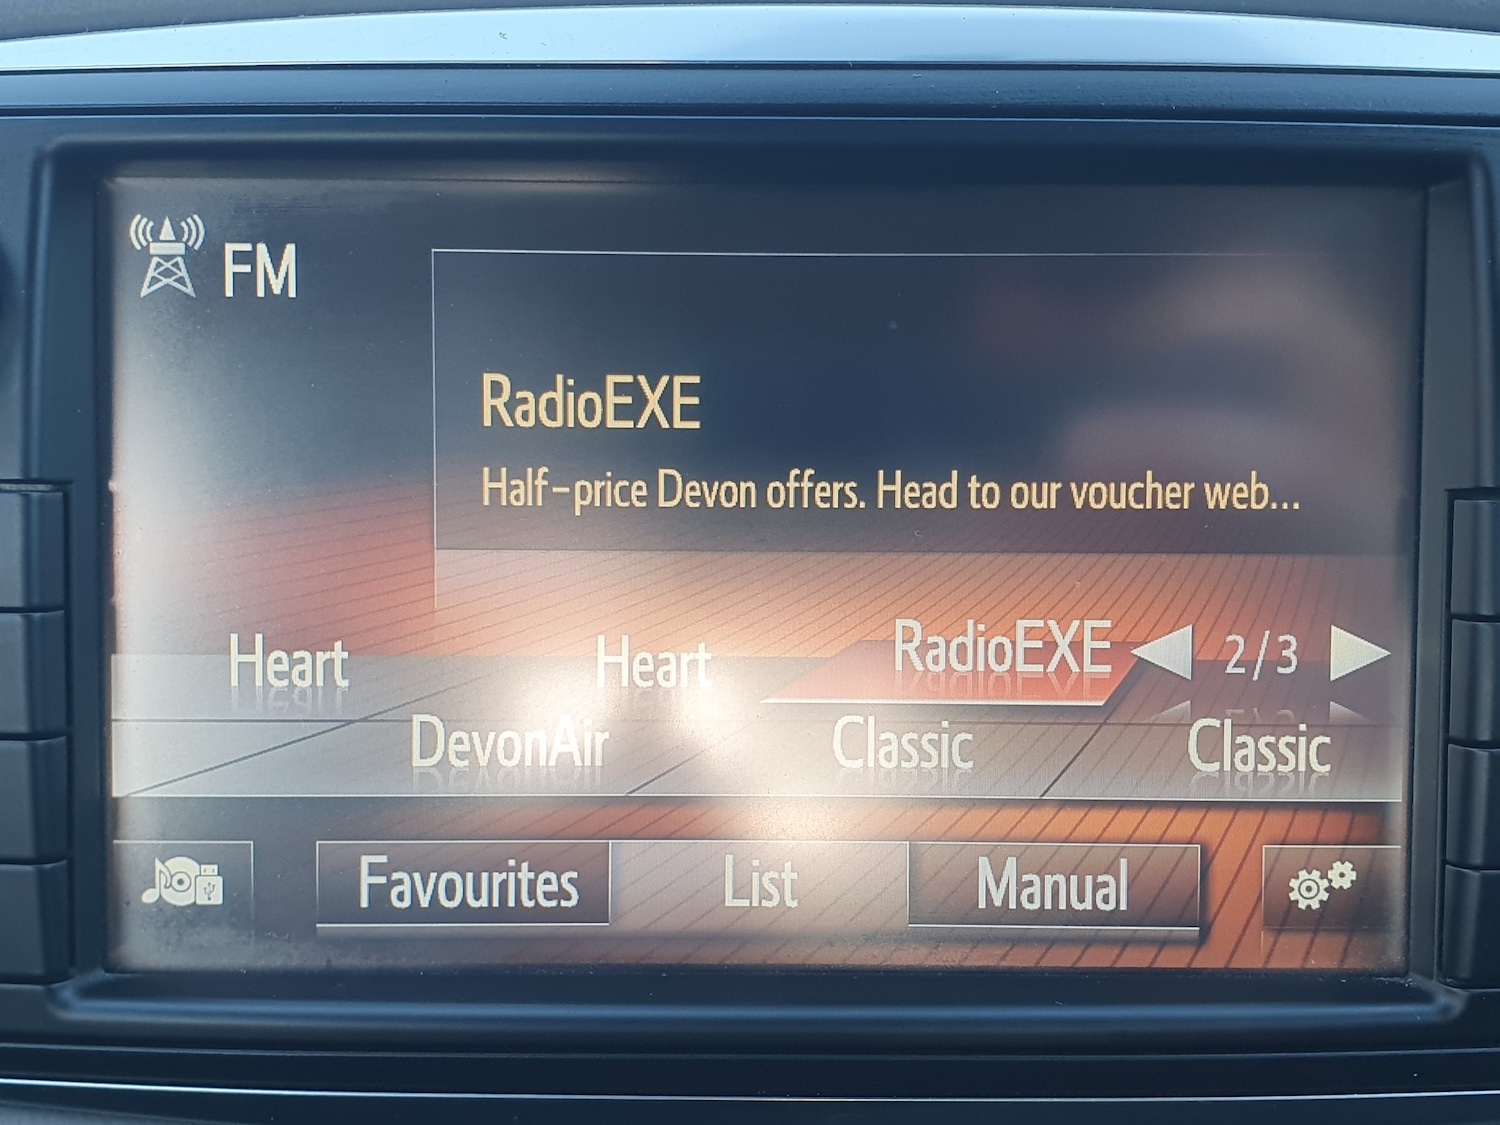 FM
RadioEXE
Half-price Devon offers. Head to our voucher web...
Heart Heart RadioEXE 2/3
DevonAir Classic Classic
Favourites List Manual